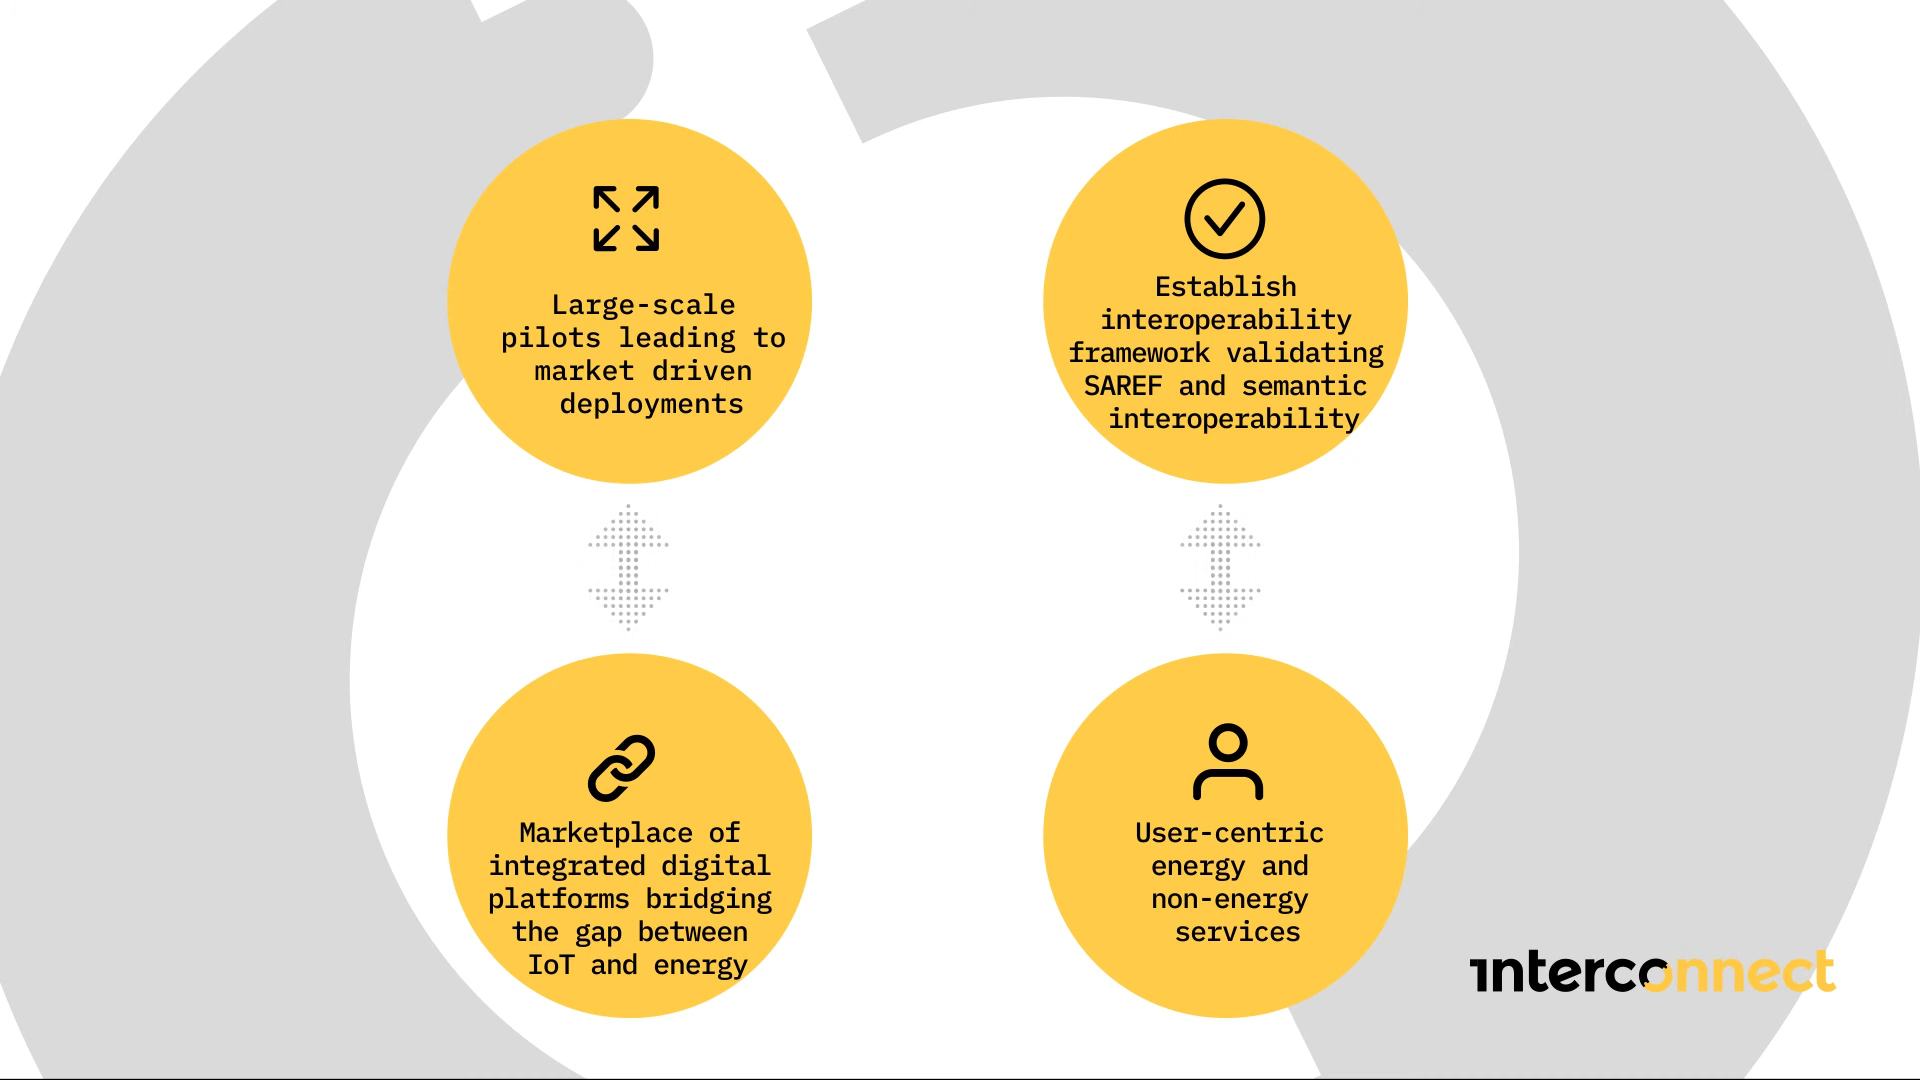 Large-scale
pilots leading to
market driven
deployments
Establish
interoperability
framework validating
SAREF and semantic
interoperability
Marketplace of
integrated digital
platforms bridging
the gap between
IoT and energy
User-centric
energy and
non-energy
services
interconnect